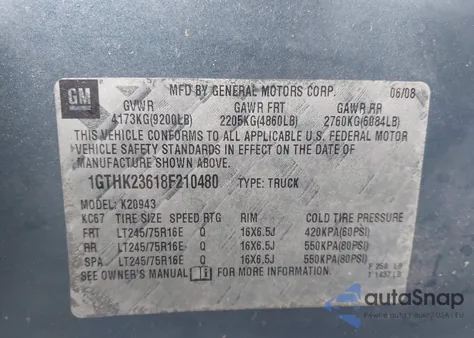 GM
MFD BY GENERAL MOTORS CORP. 06/08
GVWR GAWR FRT GAWR RR
4173KG(9200LB) 2205KG(4860LB) 2760KG(6084LB)
THIS VEHICLE CONFORMS TO ALL APPLICABLE U.S. FEDERAL MOTOR
VEHICLE SAFETY STANDARDS IN EFFECT ON THE DATE OF
MANUFACTURE SHOWN ABOVE.
1GTHK23618F210480 TYPE: TRUCK
MODEL: K20943
KC67 TIRE SIZE SPEED RTG RIM COLD TIRE PRESSURE
FRT LT245/75R16E Q 16X6.5J 420KPA(60PSI)
RR LT245/75R16E Q 16X6.5J 550KPA(80PSI)
SPA LT245/75R16E Q 16X6.5J 550KPA(80PSI)
SEE OWNER'S MANUAL FOR MORE INFORMATION.
autoSnap